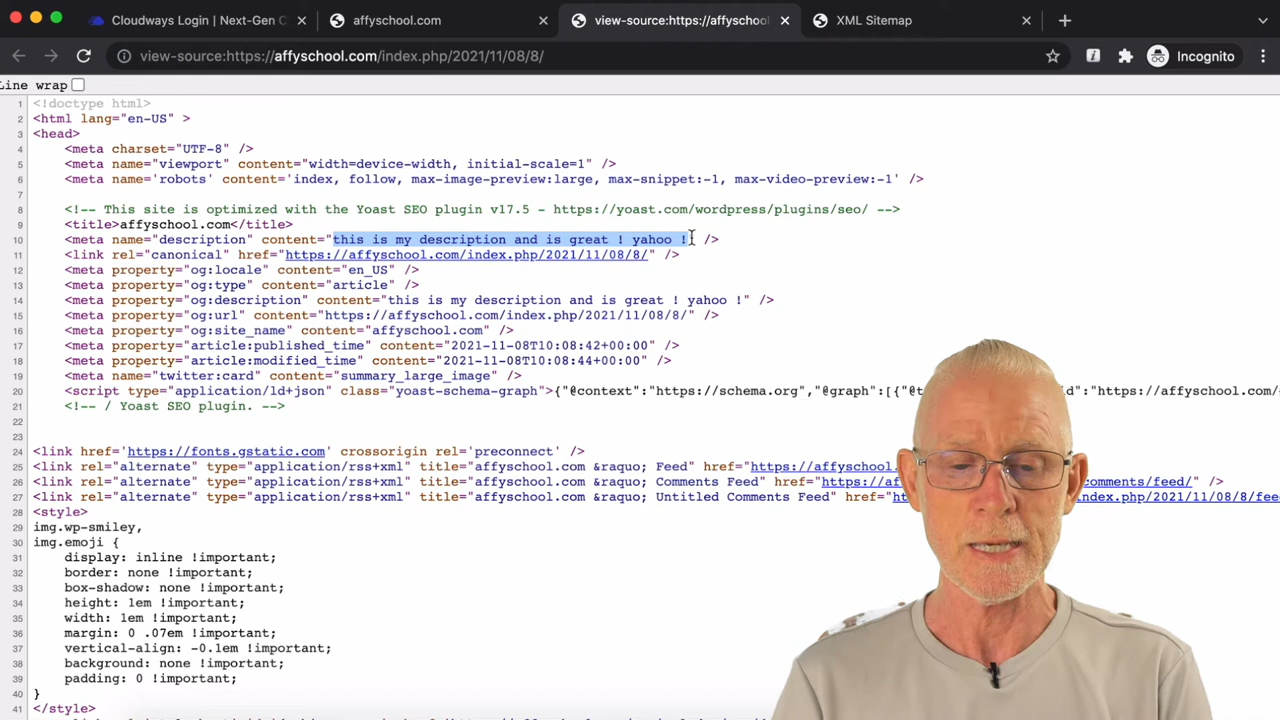 Cloudways Login | Next-Gen C
affyschool.com
view-source:https://affyschool
XML Sitemap
view-source:https://affyschool.com/index.php/2021/11/08/8/
Incognito
Line wrap
1 <!doctype html>
2 <html lang="en-US" >
3 <head>
4 <meta charset="UTF-8" />
5 <meta name="viewport" content="width=device-width, initial-scale=1" />
6 <meta name='robots' content='index, follow, max-image-preview:large, max-snippet:-1, max-video-preview:-1' />
7
8 <!-- This site is optimized with the Yoast SEO plugin v17.5 - https://yoast.com/wordpress/plugins/seo/ -->
9 <title>affyschool.com</title>
10 <meta name="description" content="this is my description and is great ! yahoo !" />
11 <link rel="canonical" href="https://affyschool.com/index.php/2021/11/08/8/" />
12 <meta property="og:locale" content="en_US" />
13 <meta property="og:type" content="article" />
14 <meta property="og:description" content="this is my description and is great ! yahoo !" />
15 <meta property="og:url" content="https://affyschool.com/index.php/2021/11/08/8/" />
16 <meta property="og:site_name" content="affyschool.com" />
17 <meta property="article:published_time" content="2021-11-08T10:08:42+00:00" />
18 <meta property="article:modified_time" content="2021-11-08T10:08:44+00:00" />
19 <meta name="twitter:card" content="summary_large_image" />
20 <script type="application/ld+json" class="yoast-schema-graph">{"@context":"https://schema.org","@graph":[{"@t id":"https://affyschool.com/
21 <!-- / Yoast SEO plugin. -->
22
23
24 <link href='https://fonts.gstatic.com' crossorigin rel='preconnect' />
25 <link rel="alternate" type="application/rss+xml" title="affyschool.com &raquo; Feed" href="https://affyschool.
26 <link rel="alternate" type="application/rss+xml" title="affyschool.com &raquo; Comments Feed" href="https://a comments/feed/" />
27 <link rel="alternate" type="application/rss+xml" title="affyschool.com &raquo; Untitled Comments Feed" href="ht 2021/11/08/8/fee
28 <style>
29 img.wp-smiley,
30 img.emoji {
31 display: inline !important;
32 border: none !important;
33 box-shadow: none !important;
34 height: 1em !important;
35 width: 1em !important;
36 margin: 0 .07em !important;
37 vertical-align: -0.1em !important;
38 background: none !important;
39 padding: 0 !important;
40 }
41 </style>